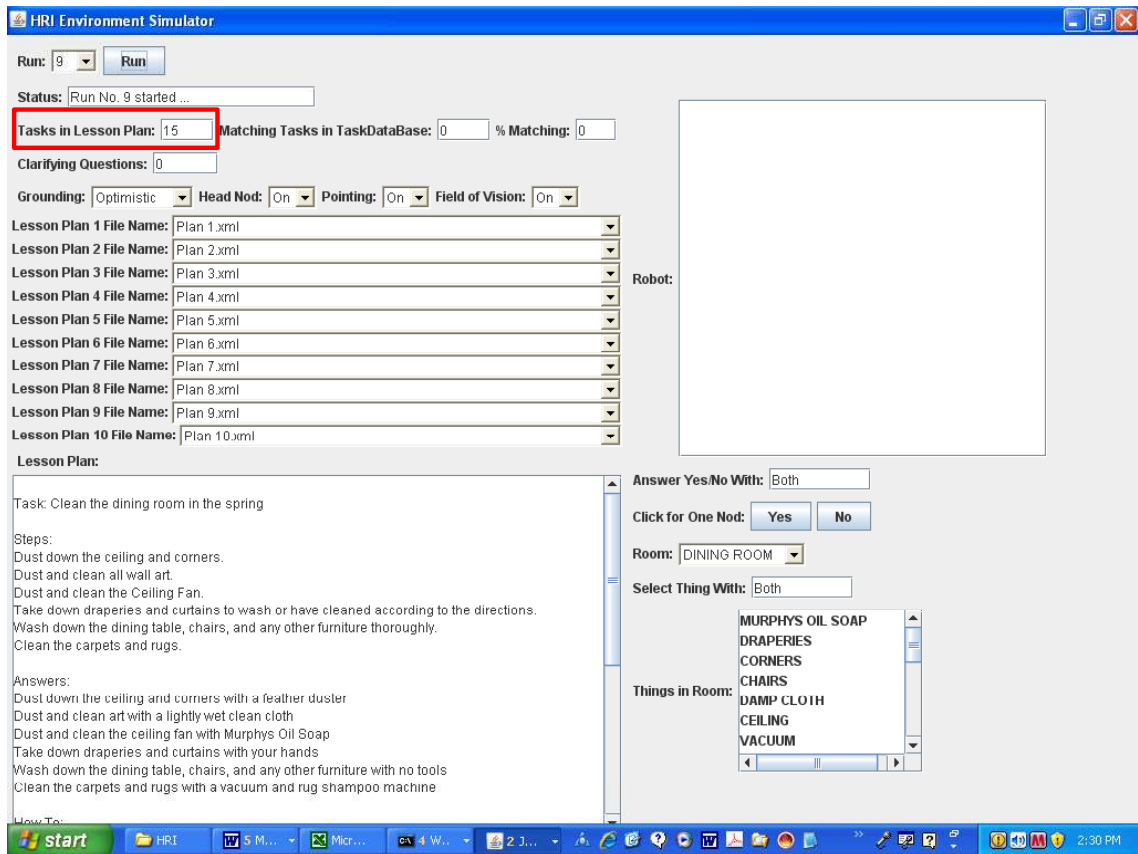 HRI Environment Simulator
Run: 9 Run
Status: Run No. 9 started ...
Tasks in Lesson Plan: 15 Matching Tasks in TaskDataBase: 0 % Matching: 0
Clarifying Questions: 0
Grounding: Optimistic Head Nod: On Pointing: On Field of Vision: On
Lesson Plan 1 File Name: Plan 1.xml
Lesson Plan 2 File Name: Plan 2.xml
Lesson Plan 3 File Name: Plan 3.xml
Lesson Plan 4 File Name: Plan 4.xml
Lesson Plan 5 File Name: Plan 5.xml
Lesson Plan 6 File Name: Plan 6.xml
Lesson Plan 7 File Name: Plan 7.xml
Lesson Plan 8 File Name: Plan 8.xml
Lesson Plan 9 File Name: Plan 9.xml
Lesson Plan 10 File Name: Plan 10.xml
Robot:
Lesson Plan:
Task: Clean the dining room in the spring
Steps:
Dust down the ceiling and corners.
Dust and clean all wall art.
Dust and clean the Ceiling Fan.
Take down draperies and curtains to wash or have cleaned according to the directions.
Wash down the dining table, chairs, and any other furniture thoroughly.
Clean the carpets and rugs.
Answers:
Dust down the ceiling and corners with a feather duster
Dust and clean art with a lightly wet clean cloth
Dust and clean the ceiling fan with Murphys Oil Soap
Take down draperies and curtains with your hands
Wash down the dining table, chairs, and any other furniture with no tools
Clean the carpets and rugs with a vacuum and rug shampoo machine
How To:
Answer Yes/No With: Both
Click for One Nod: Yes No
Room: DINING ROOM
Select Thing With: Both
Things in Room:
MURPHYS OIL SOAP
DRAPERIES
CORNERS
CHAIRS
DAMP CLOTH
CEILING
VACUUM
start HRI 5 M... Micr... 4 W... 2 J... 2:30 PM